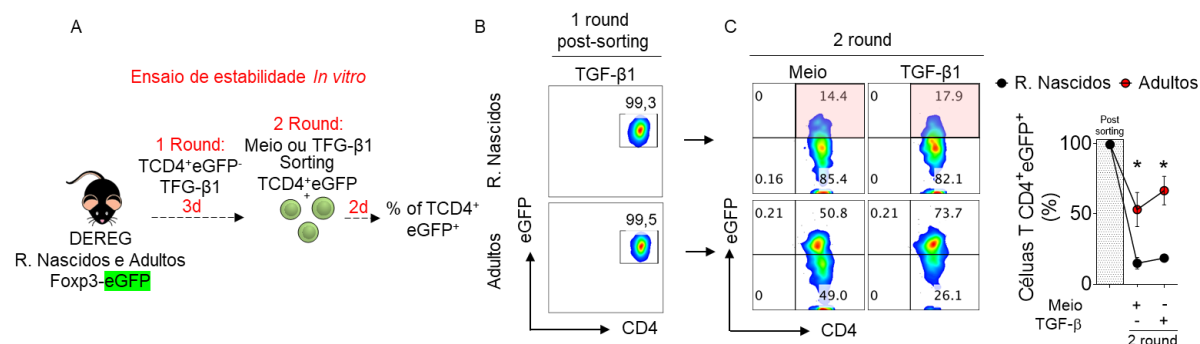 A
Ensaio de estabilidade In vitro
1 Round:
TCD4+eGFP-
TFG-β1
3d
2 Round:
Meio ou TFG-β1
Sorting
TCD4+eGFP
+
2d
% of TCD4+
eGFP+
DEREG
R. Nascidos e Adultos
Foxp3-eGFP
B
1 round
post-sorting
TGF-β1
R. Nascidos
99,3
Adultos
99,5
eGFP
CD4
C
2 round
Meio
TGF-β1
0 14.4
0.16 85.4
0 17.9
0 82.1
0.21 50.8
0 49.0
0.21 73.7
0 26.1
eGFP
CD4
R. Nascidos Adultos
Post
sorting
Céluas T CD4+eGFP+
(%)
100
50
0
* *
Meio + -
TGF-β - +
2 round